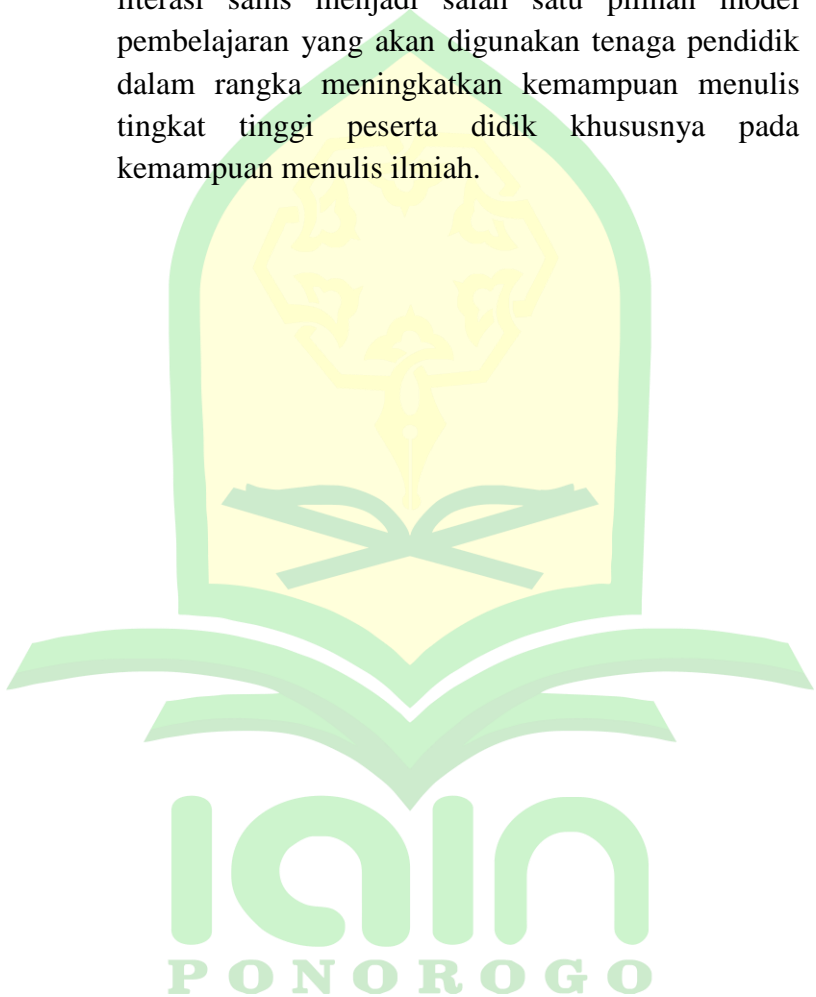 literasi sains menjadi salah satu pilihan model
pembelajaran yang akan digunakan tenaga pendidik
dalam rangka meningkatkan kemampuan menulis
tingkat tinggi peserta didik khususnya pada
kemampuan menulis ilmiah.
iain
PONOROGO